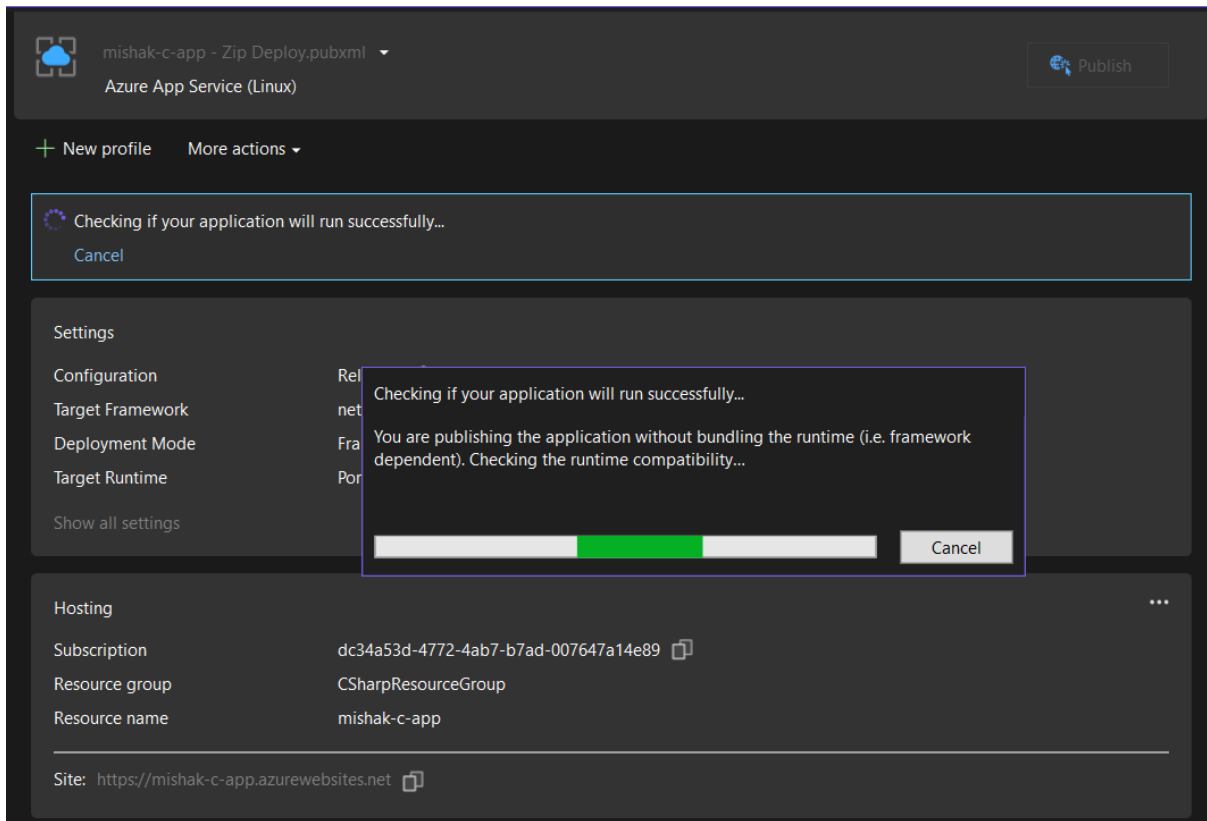 mishak-c-app - Zip Deploy.pubxml
Publish
Azure App Service (Linux)
New profile More actions
Checking if your application will run successfully...
Cancel
Settings
Configuration Rel
Target Framework net
Deployment Mode Fra
Target Runtime Por
Show all settings
Checking if your application will run successfully...
You are publishing the application without bundling the runtime (i.e. framework
dependent). Checking the runtime compatibility...
Cancel
Hosting
Subscription dc34a53d-4772-4ab7-b7ad-007647a14e89
Resource group CSharpResourceGroup
Resource name mishak-c-app
Site: https://mishak-c-app.azurewebsites.net